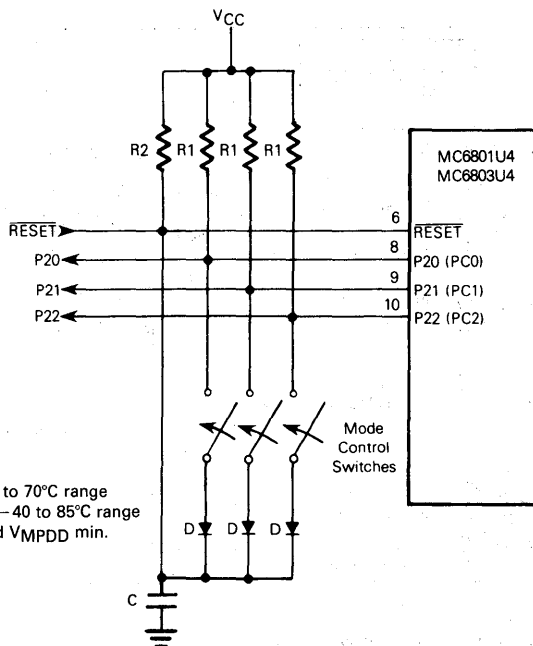 VCC
R2 R1 R1 R1
MC6801U4
MC6803U4
RESET 6 RESET
P20 8 P20 (PC0)
P21 9 P21 (PC1)
P22 10 P22 (PC2)
Mode
Control
Switches
to 70°C range
-40 to 85°C range
VMPDD min.
D D D
C